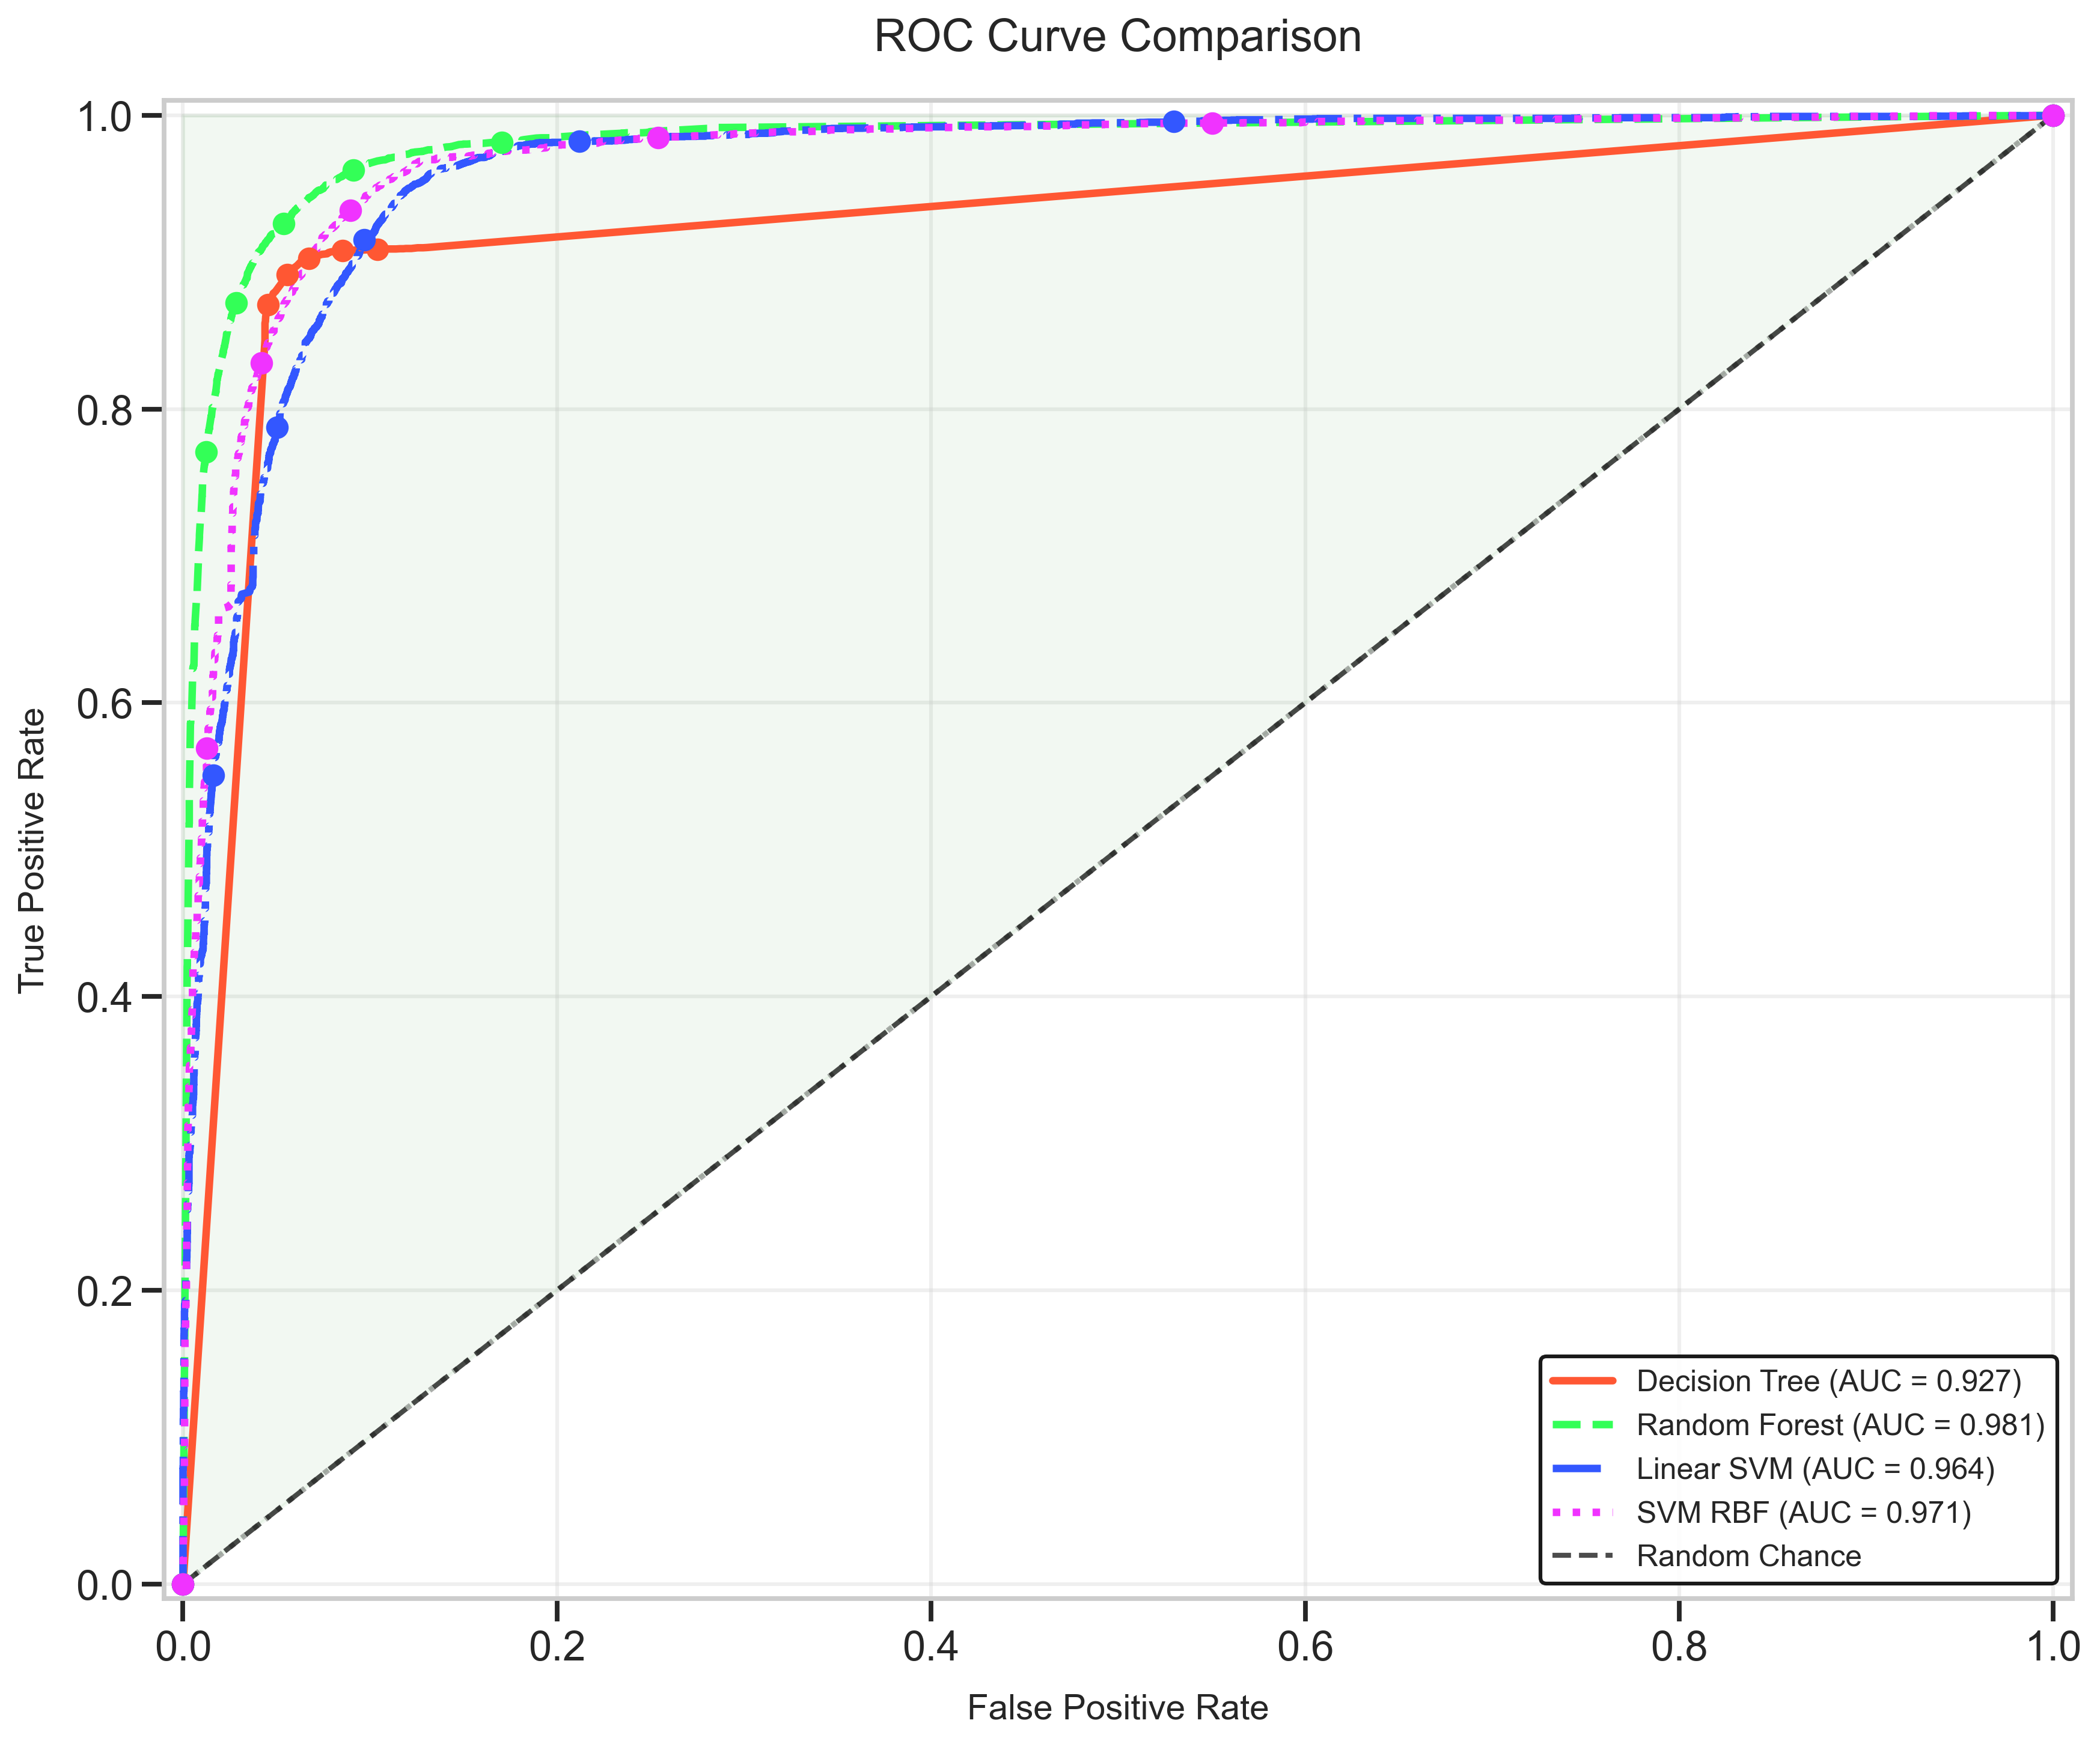 ROC Curve Comparison
True Positive Rate
1.0
0.8
0.6
0.4
0.2
0.0
0.0 0.2 0.4 0.6 0.8 1.0
False Positive Rate
Decision Tree (AUC = 0.927)
Random Forest (AUC = 0.981)
Linear SVM (AUC = 0.964)
SVM RBF (AUC = 0.971)
Random Chance